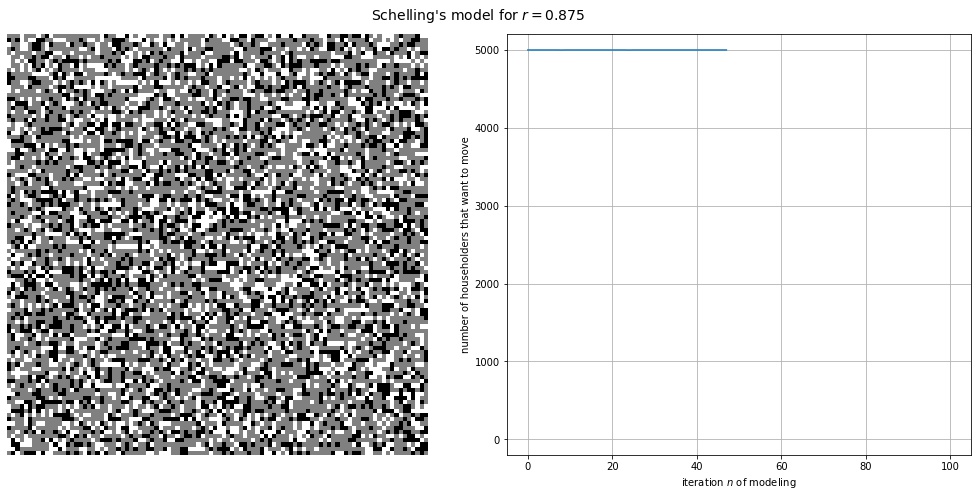 Schelling's model for r = 0.875
5000
4000
3000
2000
1000
0
number of householders that want to move
0 20 40 60 80 100
iteration n of modeling